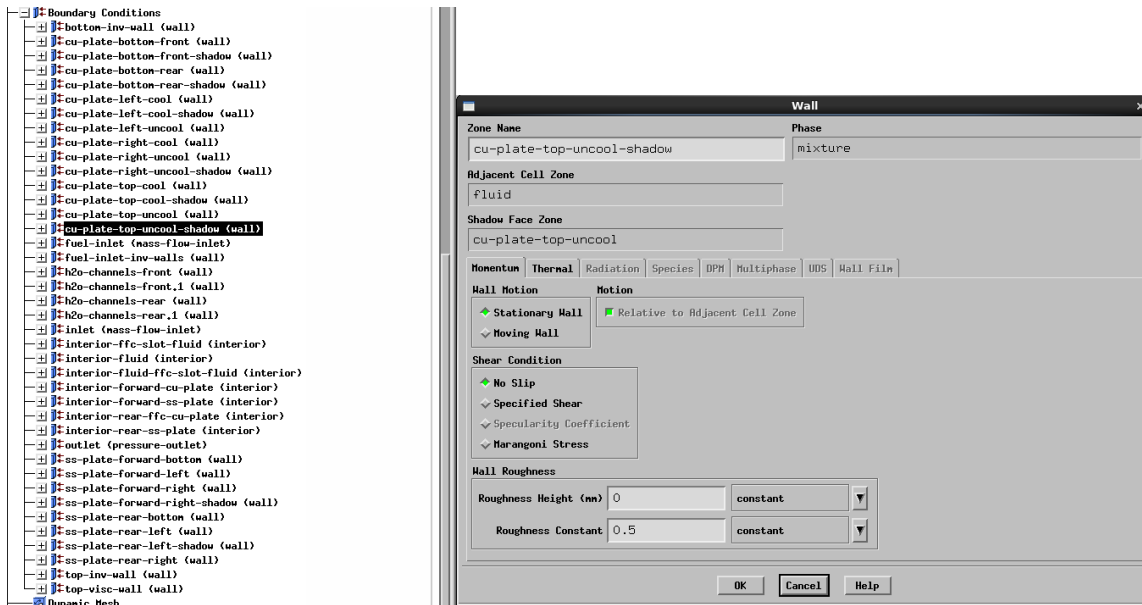 Boundary Conditions
bottom-inv-wall (wall)
cu-plate-bottom-front (wall)
cu-plate-bottom-front-shadow (wall)
cu-plate-bottom-rear (wall)
cu-plate-bottom-rear-shadow (wall)
cu-plate-left-cool (wall)
cu-plate-left-cool-shadow (wall)
cu-plate-left-uncool (wall)
cu-plate-right-cool (wall)
cu-plate-right-uncool (wall)
cu-plate-right-uncool-shadow (wall)
cu-plate-top-cool (wall)
cu-plate-top-cool-shadow (wall)
cu-plate-top-uncool (wall)
cu-plate-top-uncool-shadow (wall)
fuel-inlet (mass-flow-inlet)
fuel-inlet-inv-walls (wall)
h2o-channels-front (wall)
h2o-channels-front.1 (wall)
h2o-channels-rear (wall)
h2o-channels-rear.1 (wall)
inlet (mass-flow-inlet)
interior-ffc-slot-fluid (interior)
interior-fluid (interior)
interior-fluid-ffc-slot-fluid (interior)
interior-forward-cu-plate (interior)
interior-forward-ss-plate (interior)
interior-rear-ffc-cu-plate (interior)
interior-rear-ss-plate (interior)
outlet (pressure-outlet)
ss-plate-forward-bottom (wall)
ss-plate-forward-left (wall)
ss-plate-forward-right (wall)
ss-plate-forward-right-shadow (wall)
ss-plate-rear-bottom (wall)
ss-plate-rear-left (wall)
ss-plate-rear-left-shadow (wall)
ss-plate-rear-right (wall)
top-inv-wall (wall)
top-visc-wall (wall)
Dynamic Mesh
Wall
Zone Name Phase
cu-plate-top-uncool-shadow mixture
Adjacent Cell Zone
fluid
Shadow Face Zone
cu-plate-top-uncool
Momentum Thermal Radiation Species DPM Multiphase UDS Wall Film
Wall Motion Motion
Stationary Wall Relative to Adjacent Cell Zone
Moving Wall
Shear Condition
No Slip
Specified Shear
Specularity Coefficient
Marangoni Stress
Wall Roughness
Roughness Height (mm) 0 constant
Roughness Constant 0.5 constant
OK Cancel Help